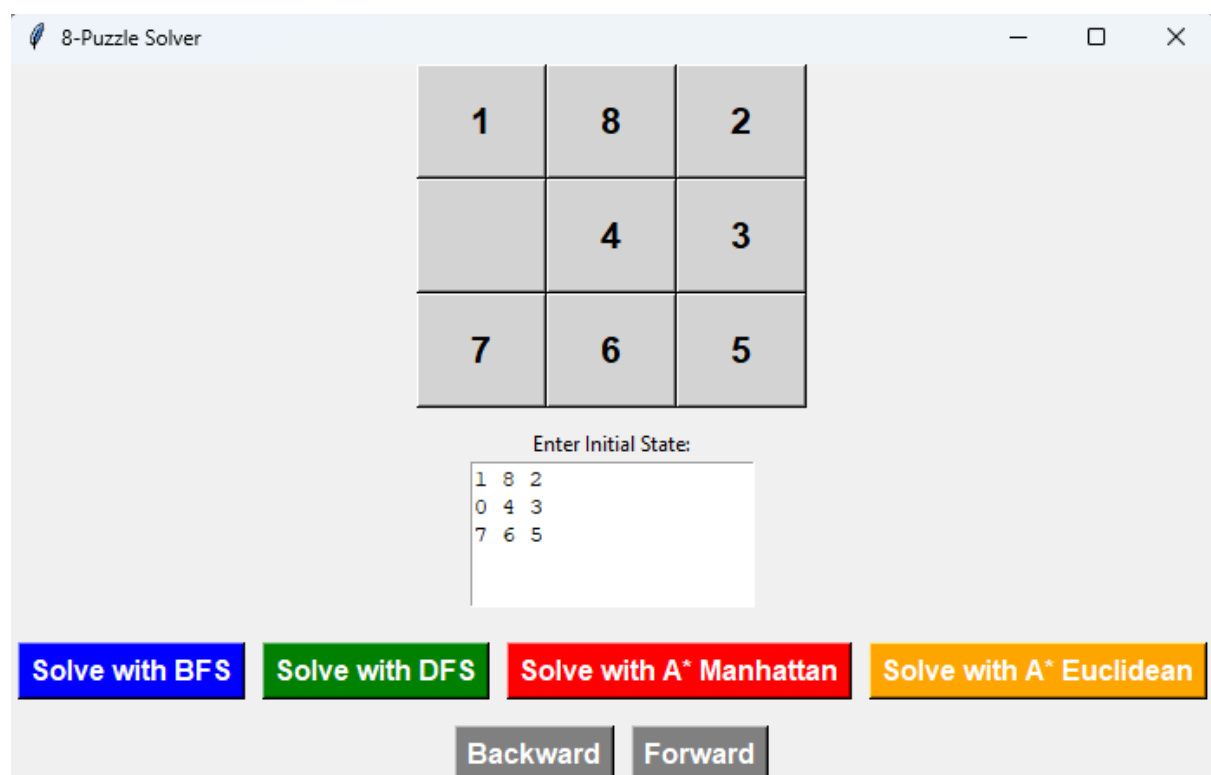 8-Puzzle Solver
1 8 2
4 3
7 6 5
Enter Initial State:
1 8 2
0 4 3
7 6 5
Solve with BFS Solve with DFS Solve with A* Manhattan Solve with A* Euclidean
Backward Forward